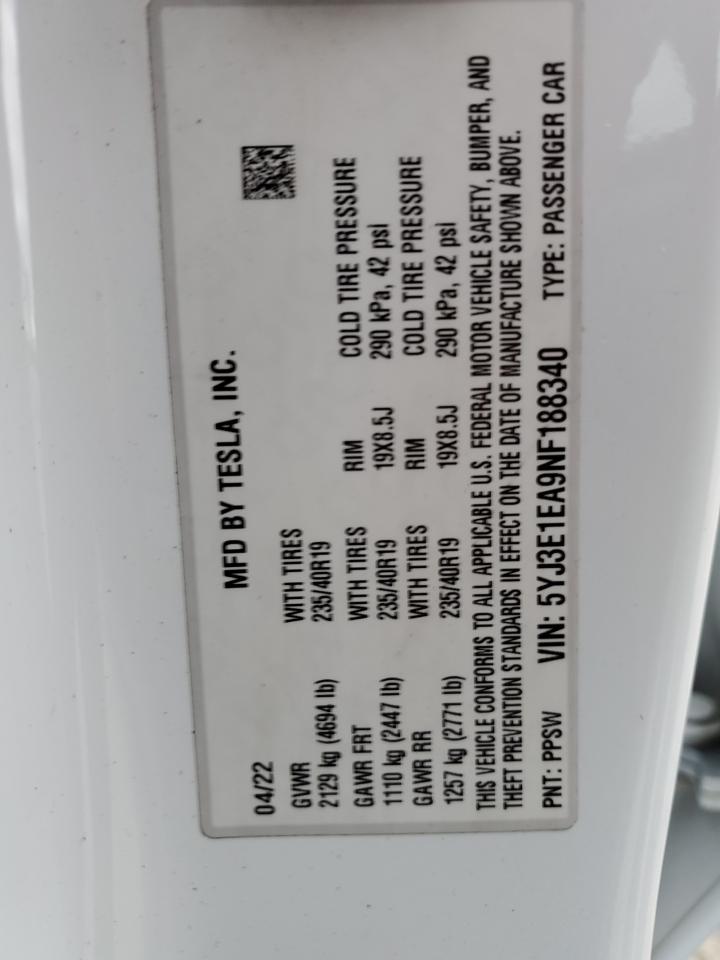 MFD BY TESLA, INC.
04/22
GVWR WITH TIRES
2129 kg (4694 lb) 235/40R19
GAWR FRT WITH TIRES RIM COLD TIRE PRESSURE
1110 kg (2447 lb) 235/40R19 19X8.5J 290 kPa, 42 psi
GAWR RR WITH TIRES RIM COLD TIRE PRESSURE
1257 kg (2771 lb) 235/40R19 19X8.5J 290 kPa, 42 psi
THIS VEHICLE CONFORMS TO ALL APPLICABLE U.S. FEDERAL MOTOR VEHICLE SAFETY, BUMPER, AND
THEFT PREVENTION STANDARDS IN EFFECT ON THE DATE OF MANUFACTURE SHOWN ABOVE.
PNT: PPSW VIN: 5YJ3E1EA9NF188340 TYPE: PASSENGER CAR